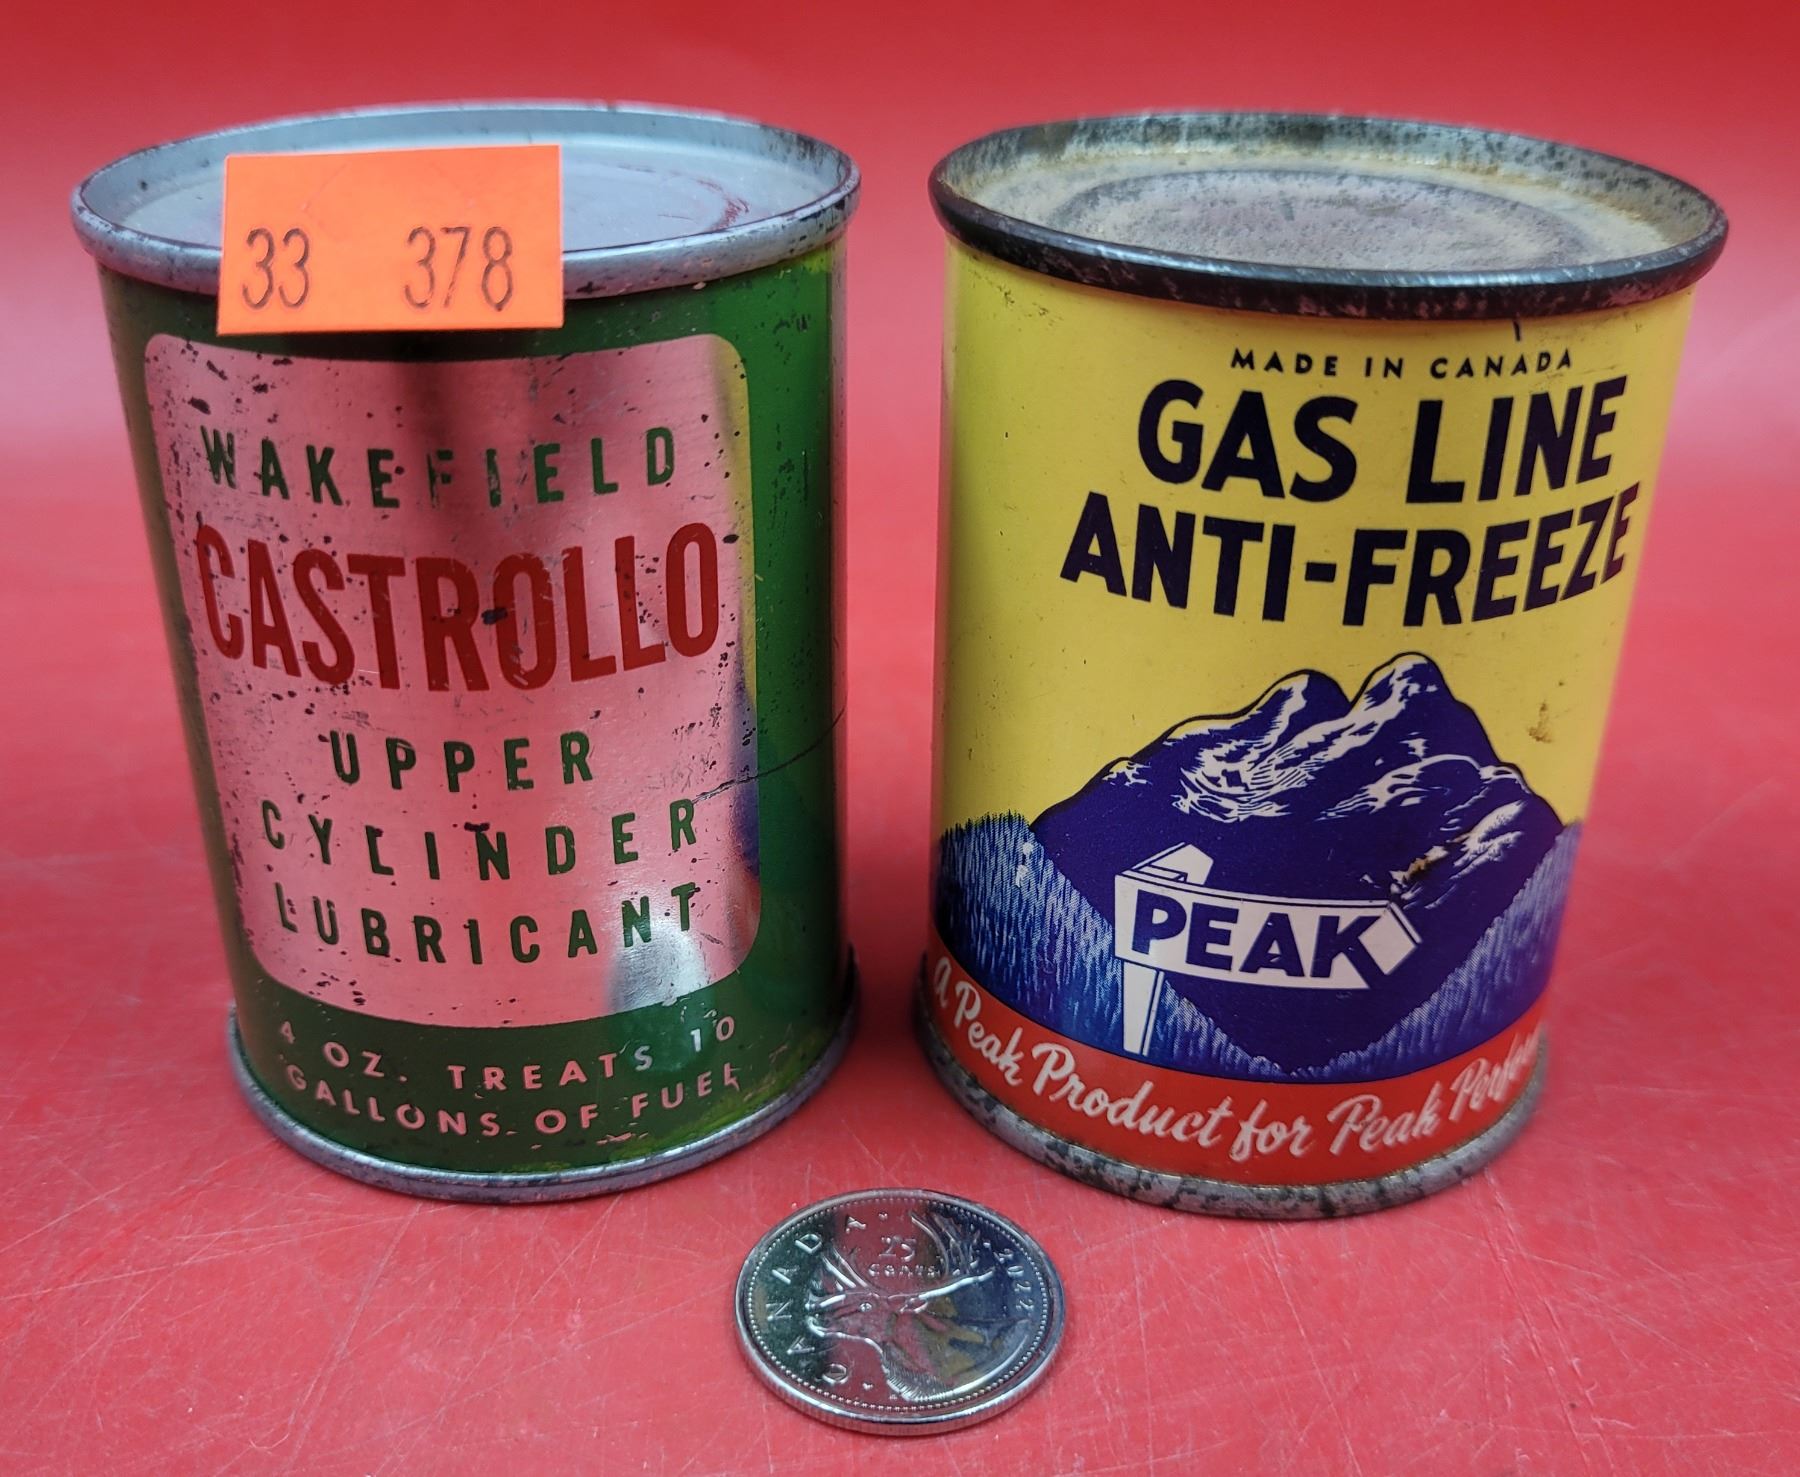 33 378
WAKEFIELD
CASTROLLO
UPPER
CYLINDER
LUBRICANT
4 OZ. TREATS 10
GALLONS OF FUEL
MADE IN CANADA
GAS LINE
ANTI-FREEZE
PEAK
A Peak Product for Peak
CANADA
25
cents
2022